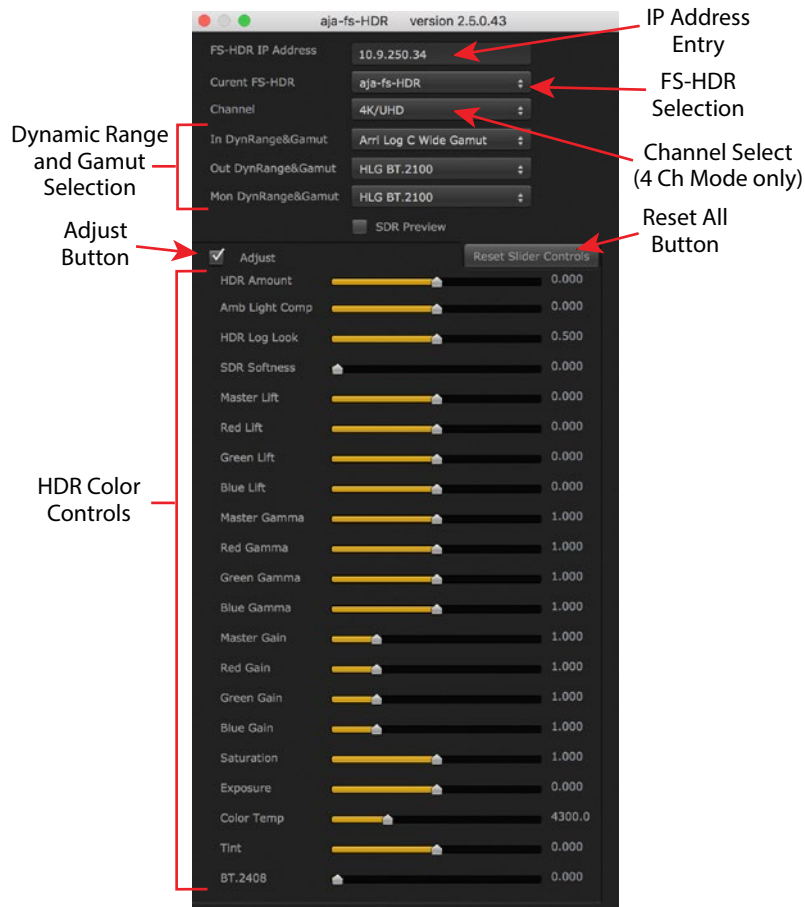 aja-fs-HDR version 2.5.0.43
IP Address
Entry
FS-HDR IP Address 10.9.250.34
Curent FS-HDR aja-fs-HDR
FS-HDR
Selection
Channel 4K/UHD
Channel Select
(4 Ch Mode only)
Dynamic Range
and Gamut
Selection
In DynRange&Gamut Arri Log C Wide Gamut
Out DynRange&Gamut HLG BT.2100
Mon DynRange&Gamut HLG BT.2100
SDR Preview
Adjust
Button
Reset All
Button
Adjust Reset Slider Controls
HDR Color
Controls
HDR Amount 0.000
Amb Light Comp 0.000
HDR Log Look 0.500
SDR Softness 0.000
Master Lift 0.000
Red Lift 0.000
Green Lift 0.000
Blue Lift 0.000
Master Gamma 1.000
Red Gamma 1.000
Green Gamma 1.000
Blue Gamma 1.000
Master Gain 1.000
Red Gain 1.000
Green Gain 1.000
Blue Gain 1.000
Saturation 1.000
Exposure 0.000
Color Temp 4300.0
Tint 0.000
BT.2408 0.000